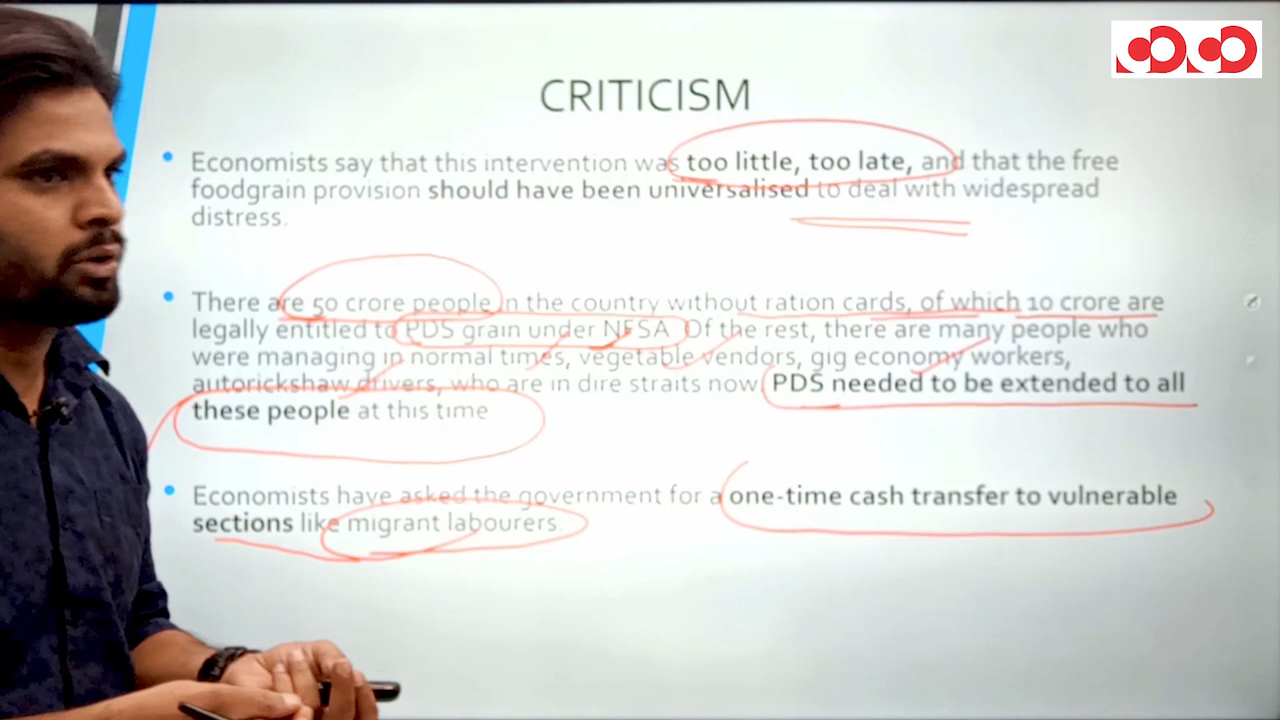 CRITICISM
Economists say that this intervention was too little, too late, and that the free
foodgrain provision should have been universalised to deal with widespread
distress.
There are 50 crore people in the country without ration cards, of which 10 crore are
legally entitled to PDS grain under NFSA. Of the rest, there are many people who
were managing in normal times, vegetable vendors, gig economy workers,
autorickshaw drivers, who are in dire straits now. PDS needed to be extended to all
these people at this time
Economists have asked the government for a one-time cash transfer to vulnerable
sections like migrant labourers.